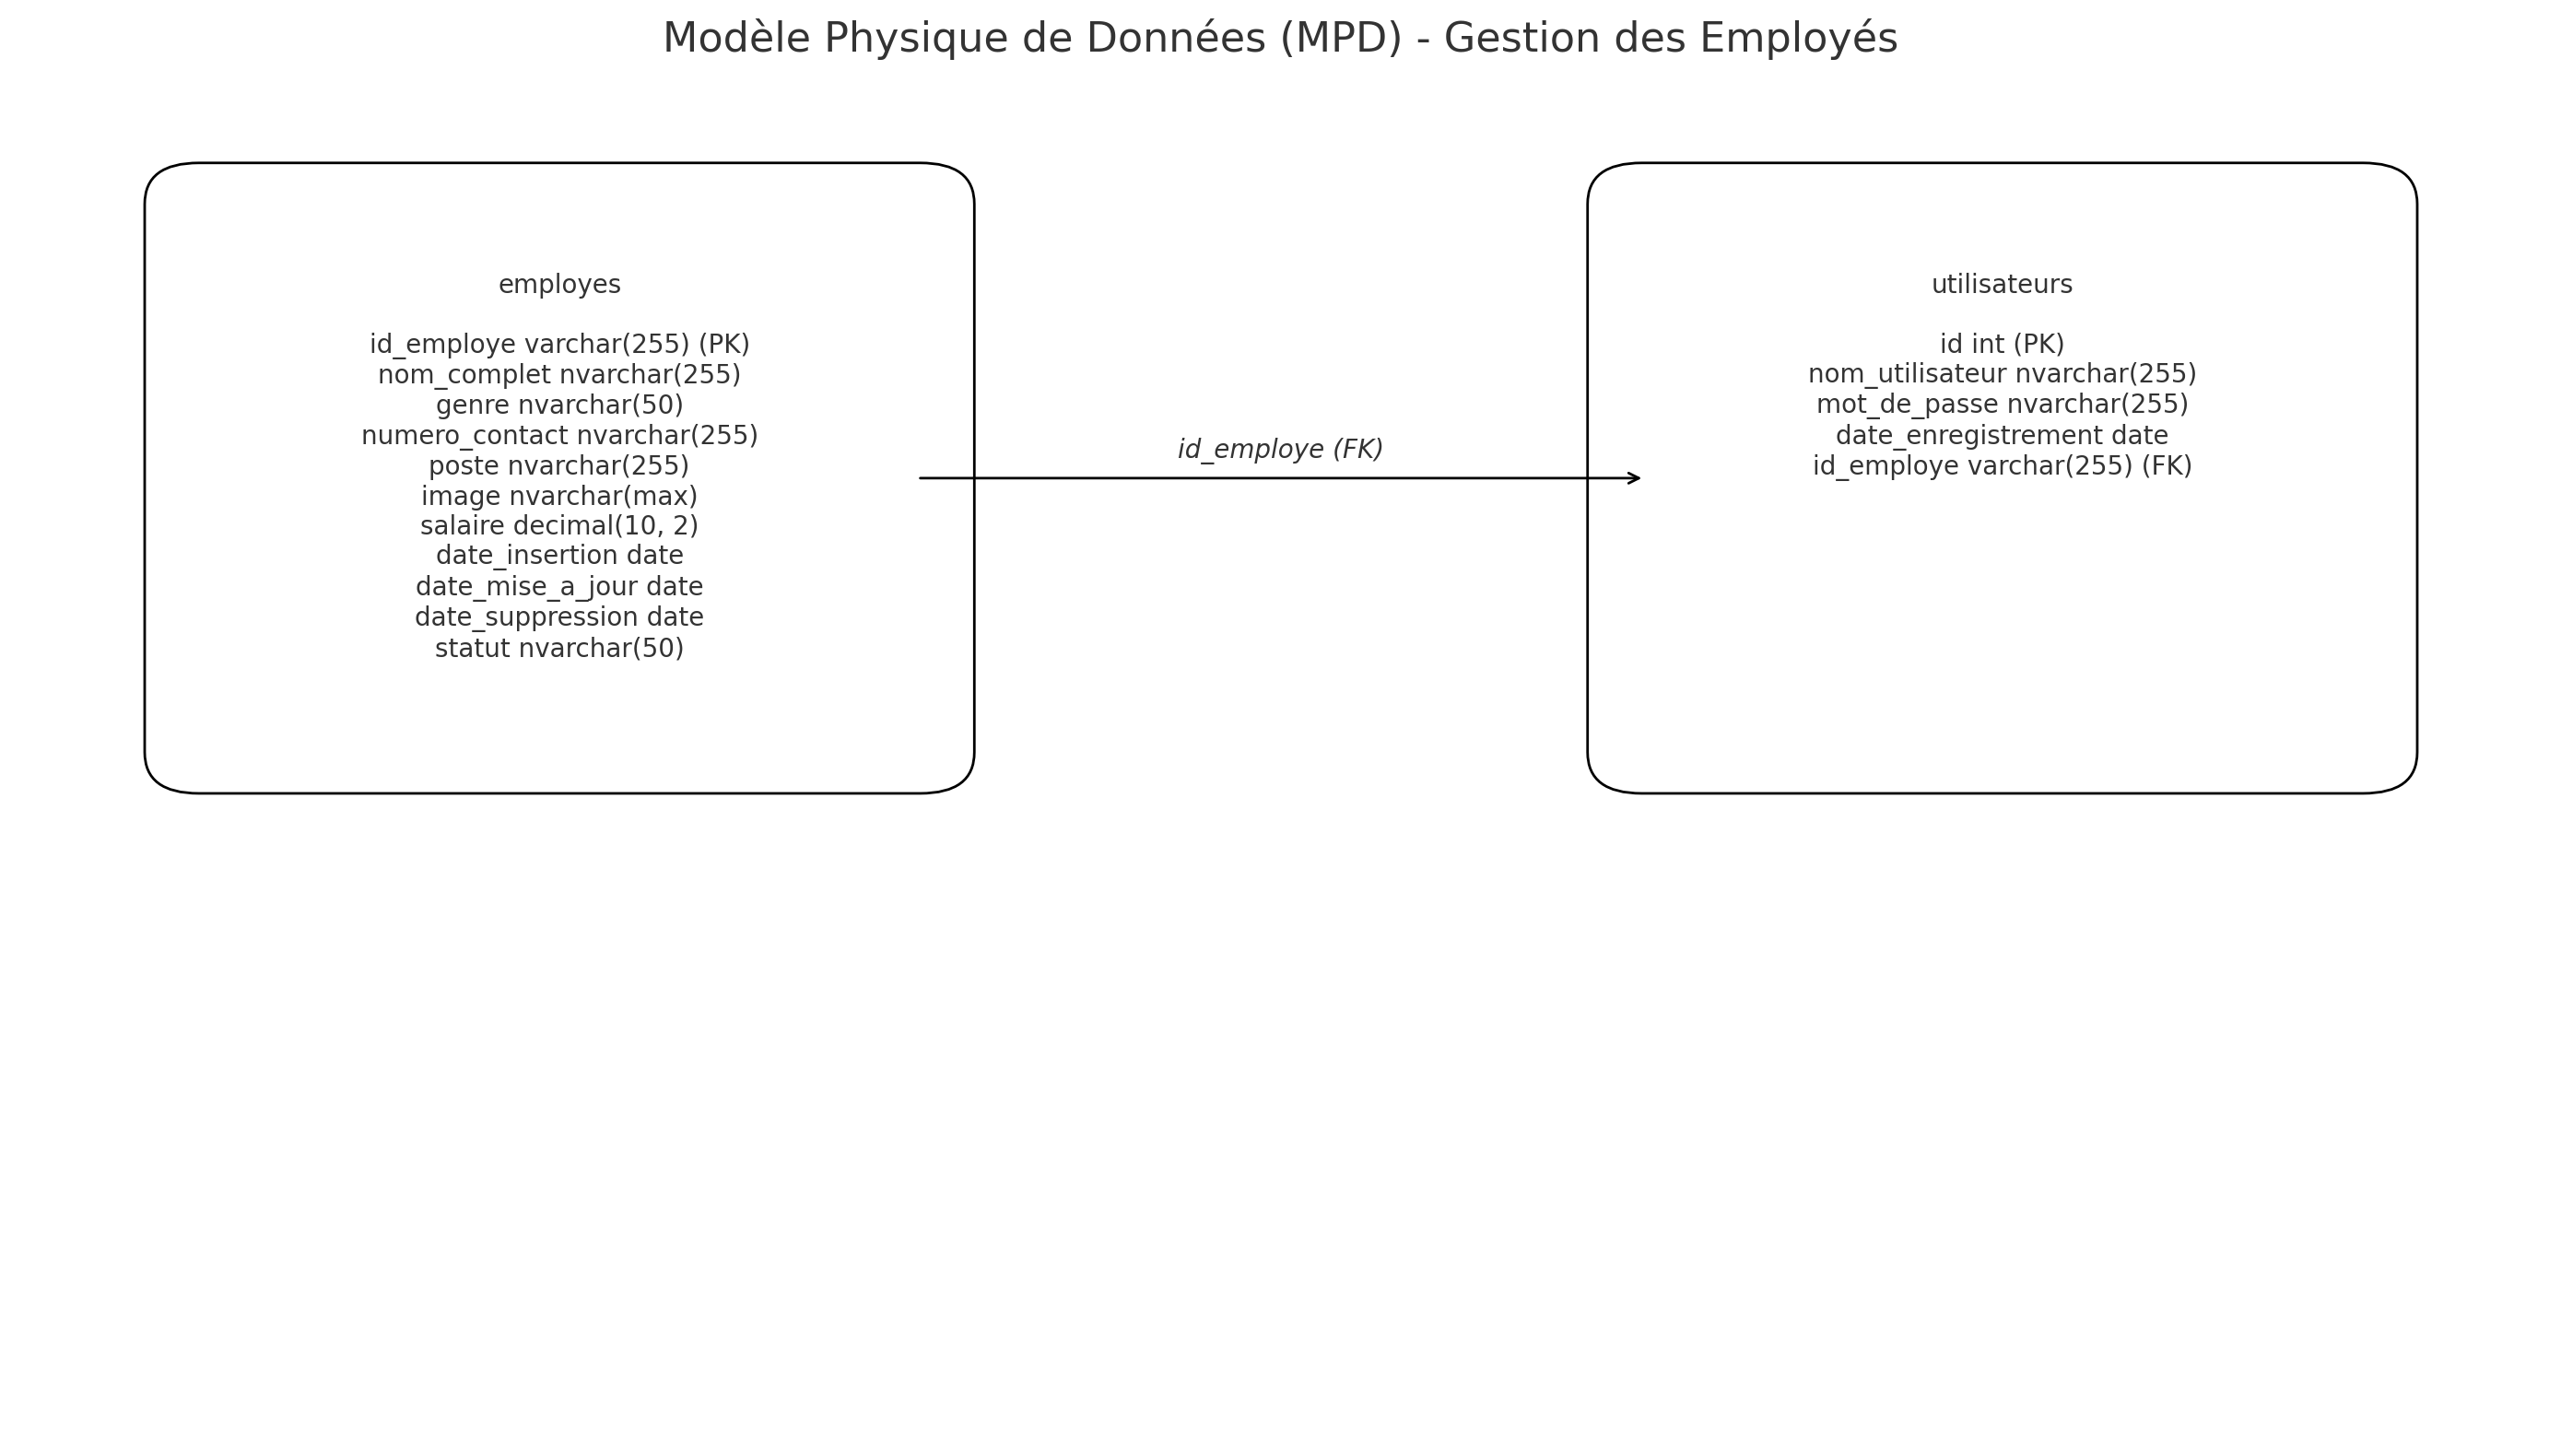 Modèle Physique de Données (MPD) - Gestion des Employés
employes
id_employe varchar(255) (PK)
nom_complet nvarchar(255)
genre nvarchar(50)
numero_contact nvarchar(255)
poste nvarchar(255)
image nvarchar(max)
salaire decimal(10, 2)
date_insertion date
date_mise_a_jour date
date_suppression date
statut nvarchar(50)
id_employe (FK)
utilisateurs
id int (PK)
nom_utilisateur nvarchar(255)
mot_de_passe nvarchar(255)
date_enregistrement date
id_employe varchar(255) (FK)